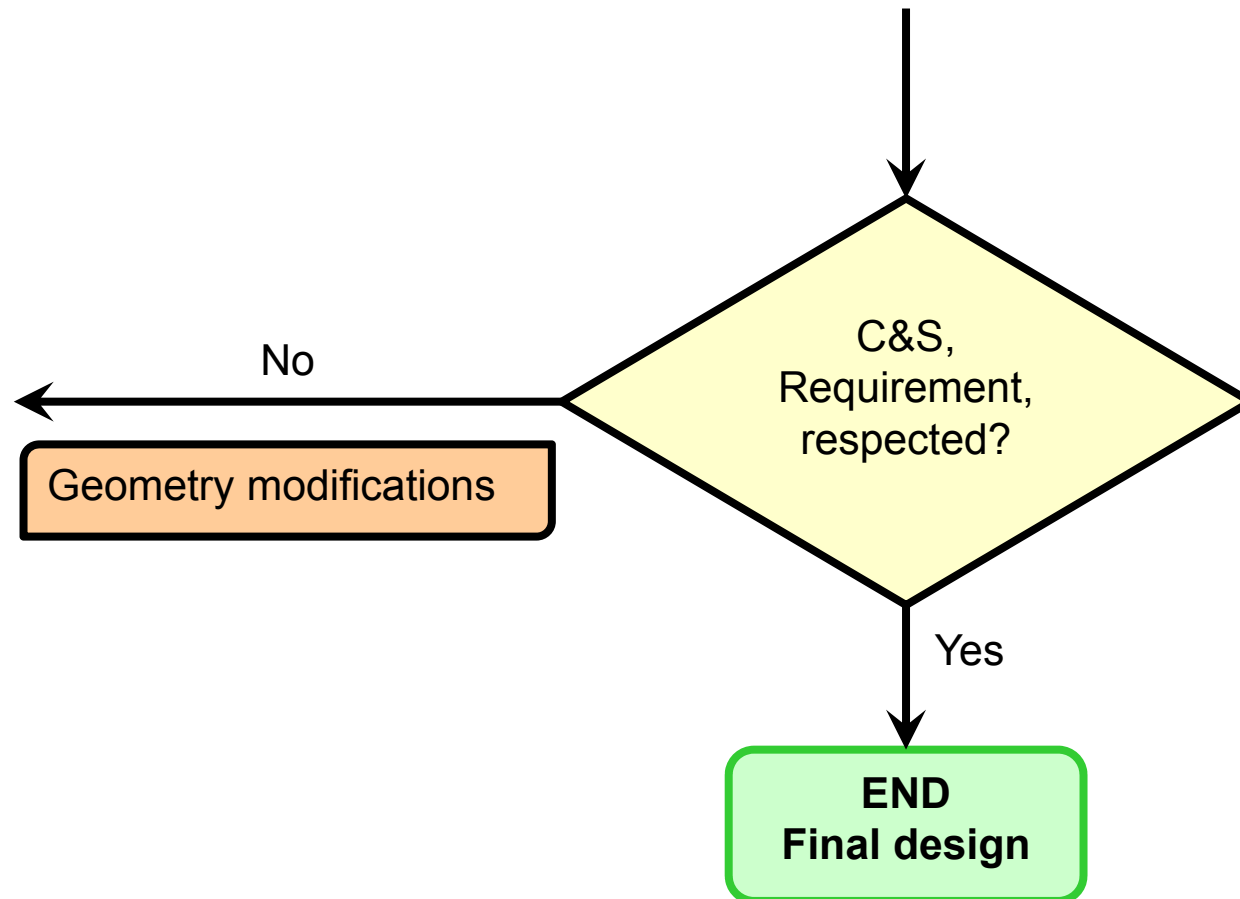 C&S,
Requirement,
respected?
No
Geometry modifications
Yes
END
Final design